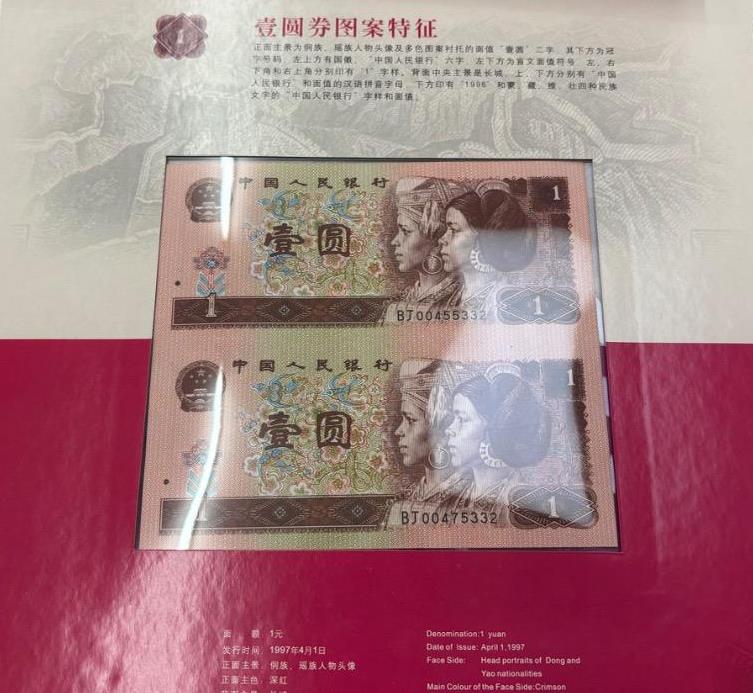 1
壹圆券图案特征
正面主景为侗族、瑶族人物头像及多色图案衬托的面值“壹圆”二字，其下方为冠
字号码，左上方有国徽、“中国人民银行”六字，左下方为盲文面值符号，左、右
下角和右上角分别印有“1”字样。背面中央主景是长城，上、下方分别有“中国
人民银行”和面值的汉语拼音字母，下方印有“1996”和蒙、藏、维、壮四种民族
文字的“中国人民银行”字样和面值。
中国人民银行
1
壹圆
1
1
BJ00455332
中国人民银行
1
壹圆
1
1
BJ00475332
面 额 1元
发行时间：1997年4月1日
正面主景：侗族、瑶族人物头像
正面主色：深红
Denomination:1 yuan
Date of Issue: April 1,1997
Face Side: Head portraits of Dong and
Yao nationalities
Main Colour of the Face Side:Crimson